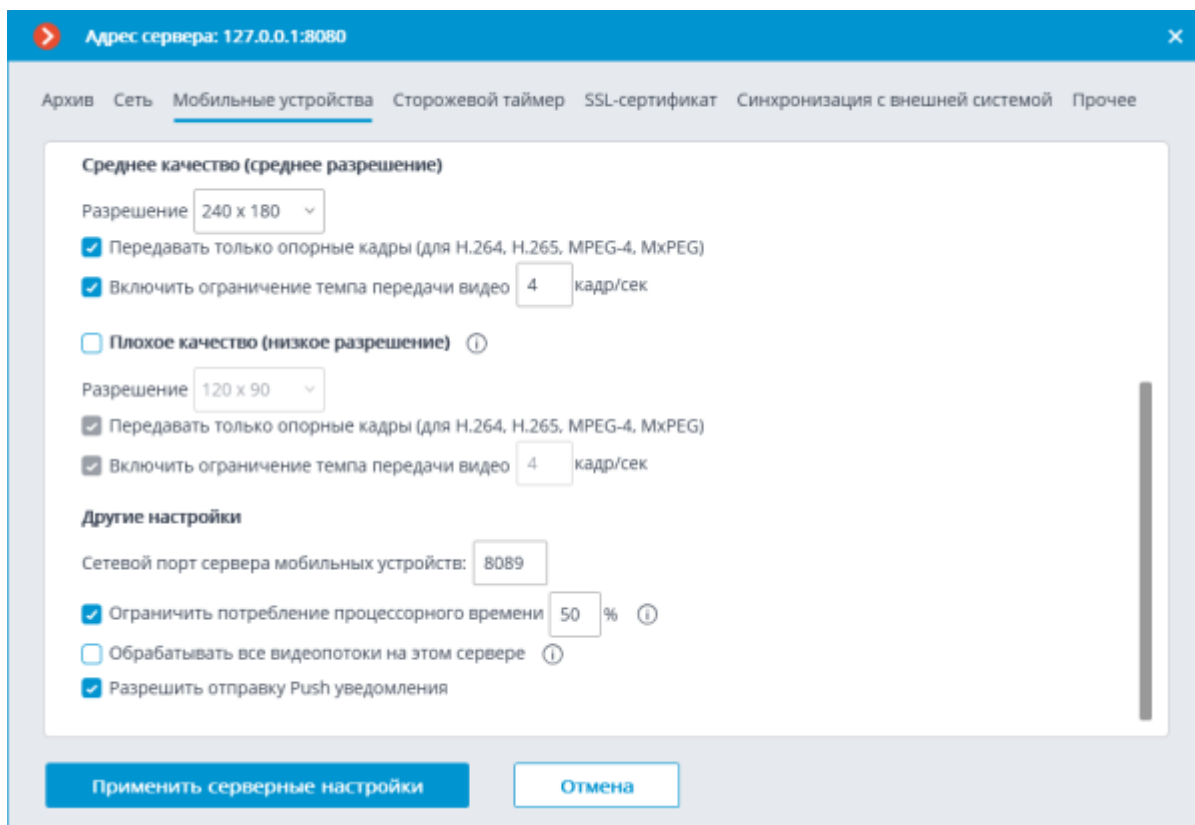 Адрес сервера: 127.0.0.1:8080
Архив Сеть Мобильные устройства Сторожевой таймер SSL-сертификат Синхронизация с внешней системой Прочее
Среднее качество (среднее разрешение)
Разрешение 240 x 180
Передавать только опорные кадры (для H.264, H.265, MPEG-4, MxPEG)
Включить ограничение темпа передачи видео 4 кадр/сек
Плохое качество (низкое разрешение)
Разрешение 120 x 90
Передавать только опорные кадры (для H.264, H.265, MPEG-4, MxPEG)
Включить ограничение темпа передачи видео 4 кадр/сек
Другие настройки
Сетевой порт сервера мобильных устройств: 8089
Ограничить потребление процессорного времени 50 %
Обрабатывать все видеопотоки на этом сервере
Разрешить отправку Push уведомления
Применить серверные настройки Отмена